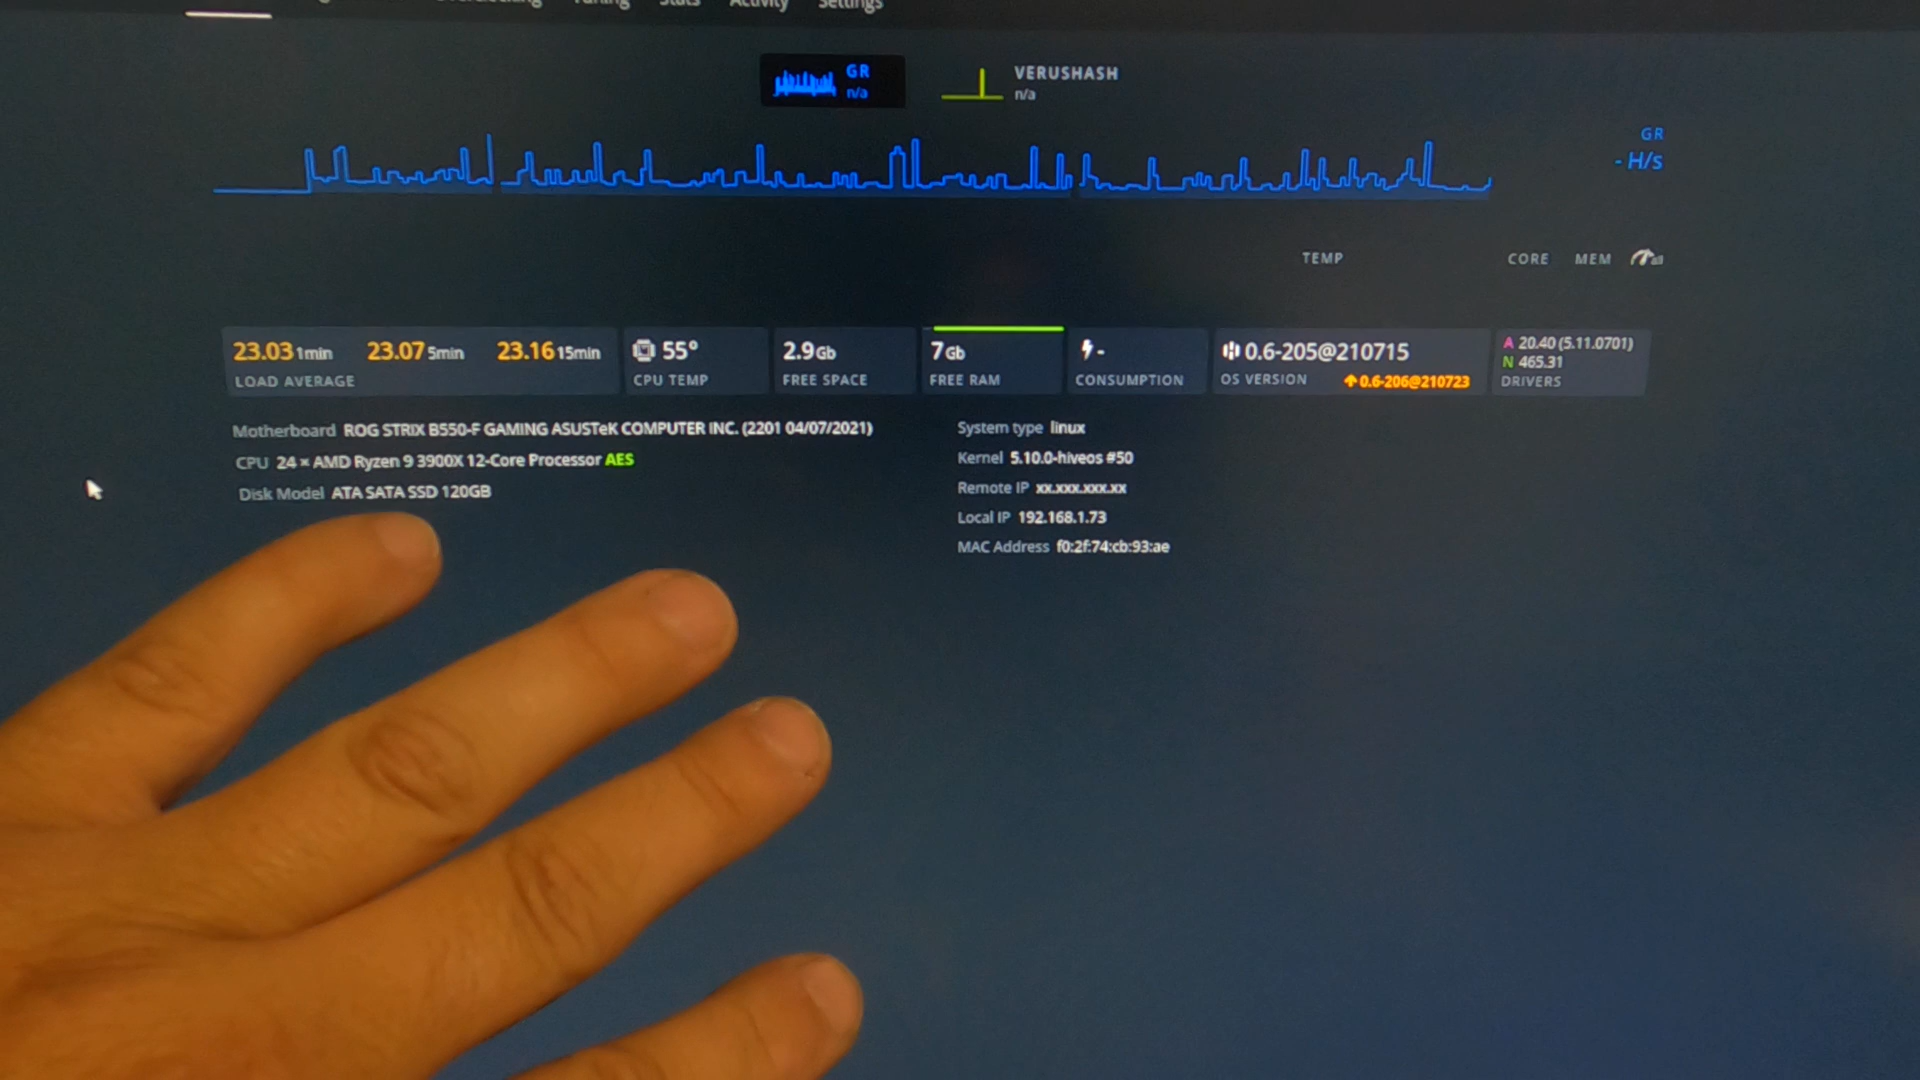 Tuning Stats Activity Settings
GR
n/a
VERUSHASH
n/a
GR
- H/s
TEMP CORE MEM all
23.03 1min 23.07 5min 23.16 15min
LOAD AVERAGE
55°
CPU TEMP
2.9 Gb
FREE SPACE
7 Gb
FREE RAM
-
CONSUMPTION
0.6-205@210715
OS VERSION 0.6-206@210723
A 20.40 (5.11.0701)
N 465.31
DRIVERS
Motherboard ROG STRIX B550-F GAMING ASUSTeK COMPUTER INC. (2201 04/07/2021)
CPU 24 × AMD Ryzen 9 3900X 12-Core Processor AES
Disk Model ATA SATA SSD 120GB
System type linux
Kernel 5.10.0-hiveos #50
Remote IP xx.xxx.xxx.xx
Local IP 192.168.1.73
MAC Address f0:2f:74:cb:93:ae